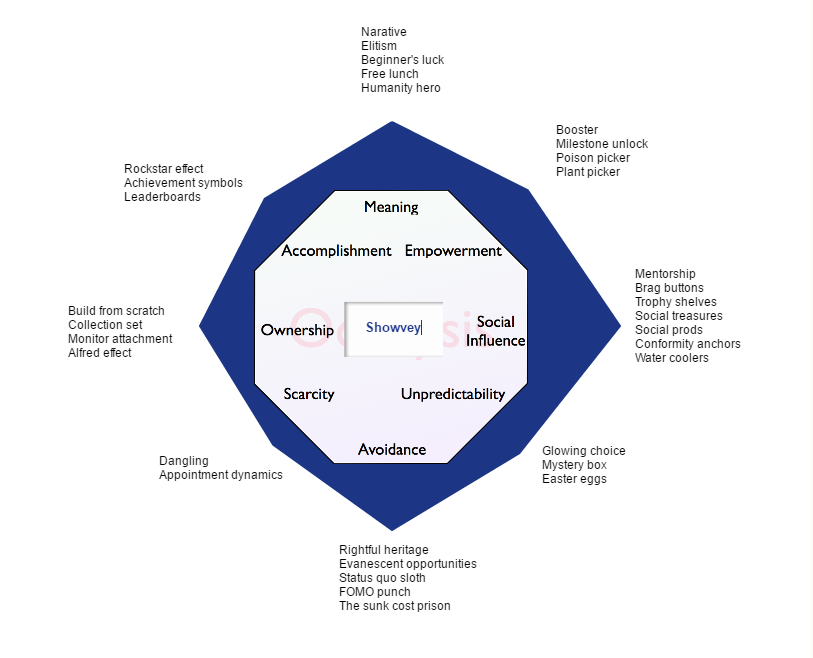 Narative
Elitism
Beginner's luck
Free lunch
Humanity hero
Booster
Milestone unlock
Poison picker
Plant picker
Rockstar effect
Achievement symbols
Leaderboards
Meaning
Accomplishment Empowerment
Mentorship
Brag buttons
Trophy shelves
Social treasures
Social prods
Conformity anchors
Water coolers
Build from scratch
Collection set
Monitor attachment
Alfred effect
Ownership
Showvey
Social
Influence
Scarcity
Unpredictability
Avoidance
Dangling
Appointment dynamics
Glowing choice
Mystery box
Easter eggs
Rightful heritage
Evanescent opportunities
Status quo sloth
FOMO punch
The sunk cost prison